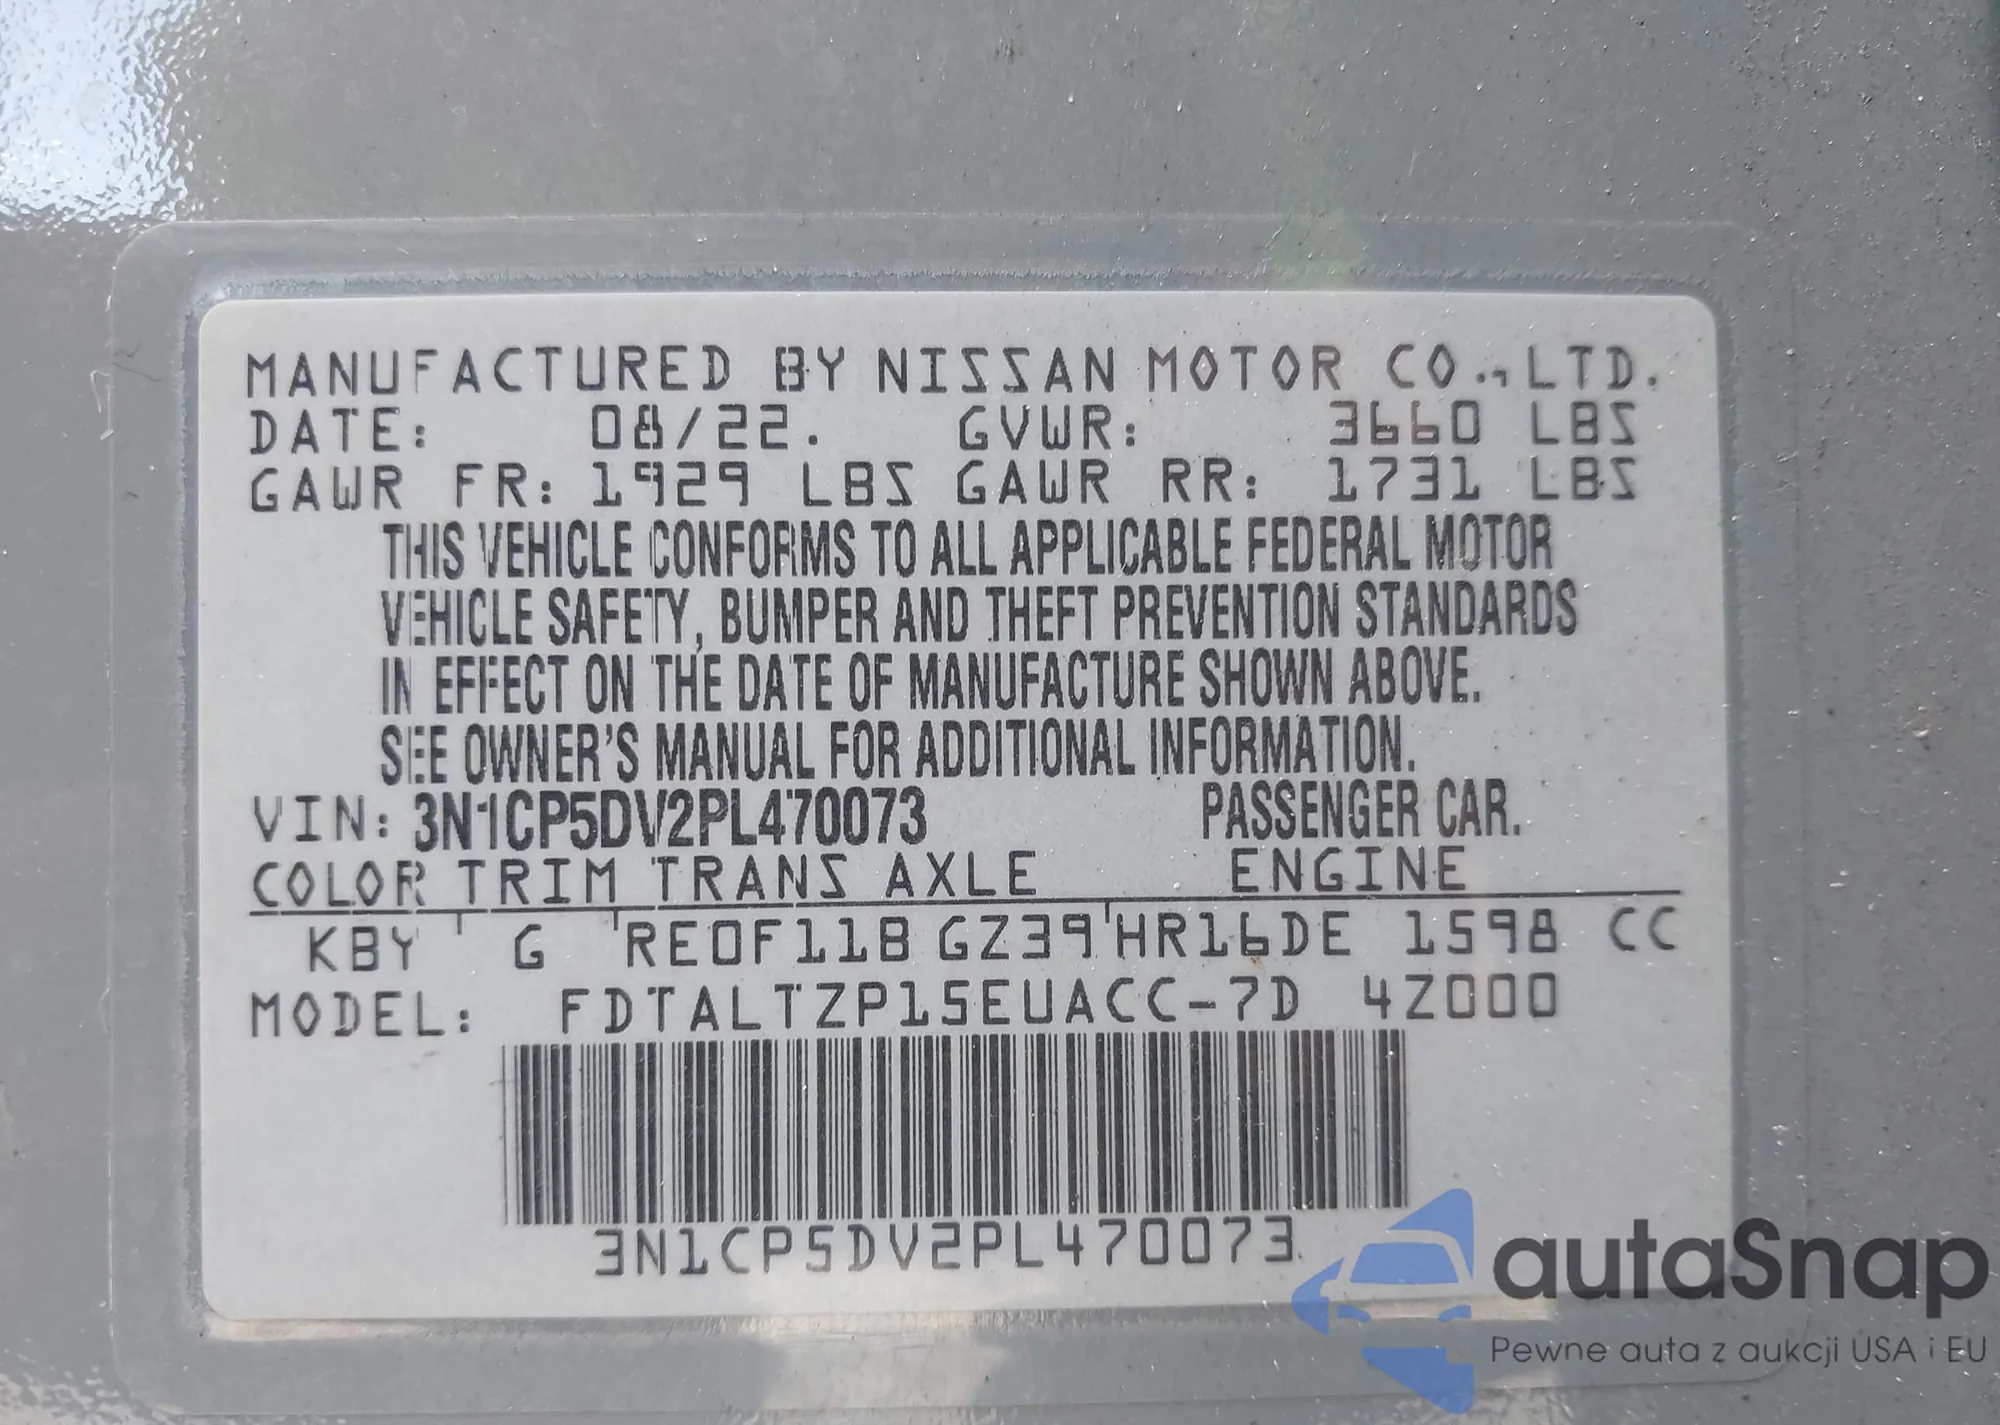 MANUFACTURED BY NISSAN MOTOR CO., LTD.
DATE: 08/22. GVWR: 3660 LBS
GAWR FR: 1929 LBS GAWR RR: 1731 LBS
THIS VEHICLE CONFORMS TO ALL APPLICABLE FEDERAL MOTOR
VEHICLE SAFETY, BUMPER AND THEFT PREVENTION STANDARDS
IN EFFECT ON THE DATE OF MANUFACTURE SHOWN ABOVE.
SEE OWNER'S MANUAL FOR ADDITIONAL INFORMATION.
VIN: 3N1CP5DV2PL470073 PASSENGER CAR.
COLOR TRIM TRANS AXLE ENGINE
KBY G RE0F11B GZ39 HR16DE 1598 CC
MODEL: FDTALTZP15EUACC-7D 4Z000
3N1CP5DV2PL470073
autaSnap
Pewne auta z aukcji USA i EU